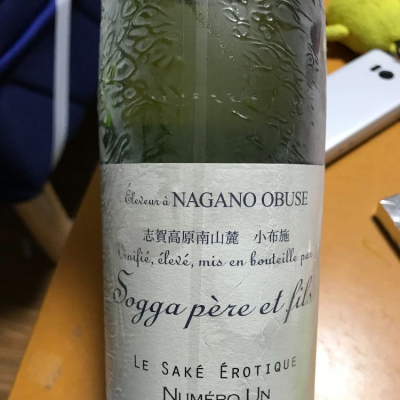 Éleveur à NAGANO OBUSE
志賀高原南山麓 小布施
Vinifié, élevé, mis en bouteille par
Sogga père et fils
LE SAKÉ ÉROTIQUE
NUMÉRO UN